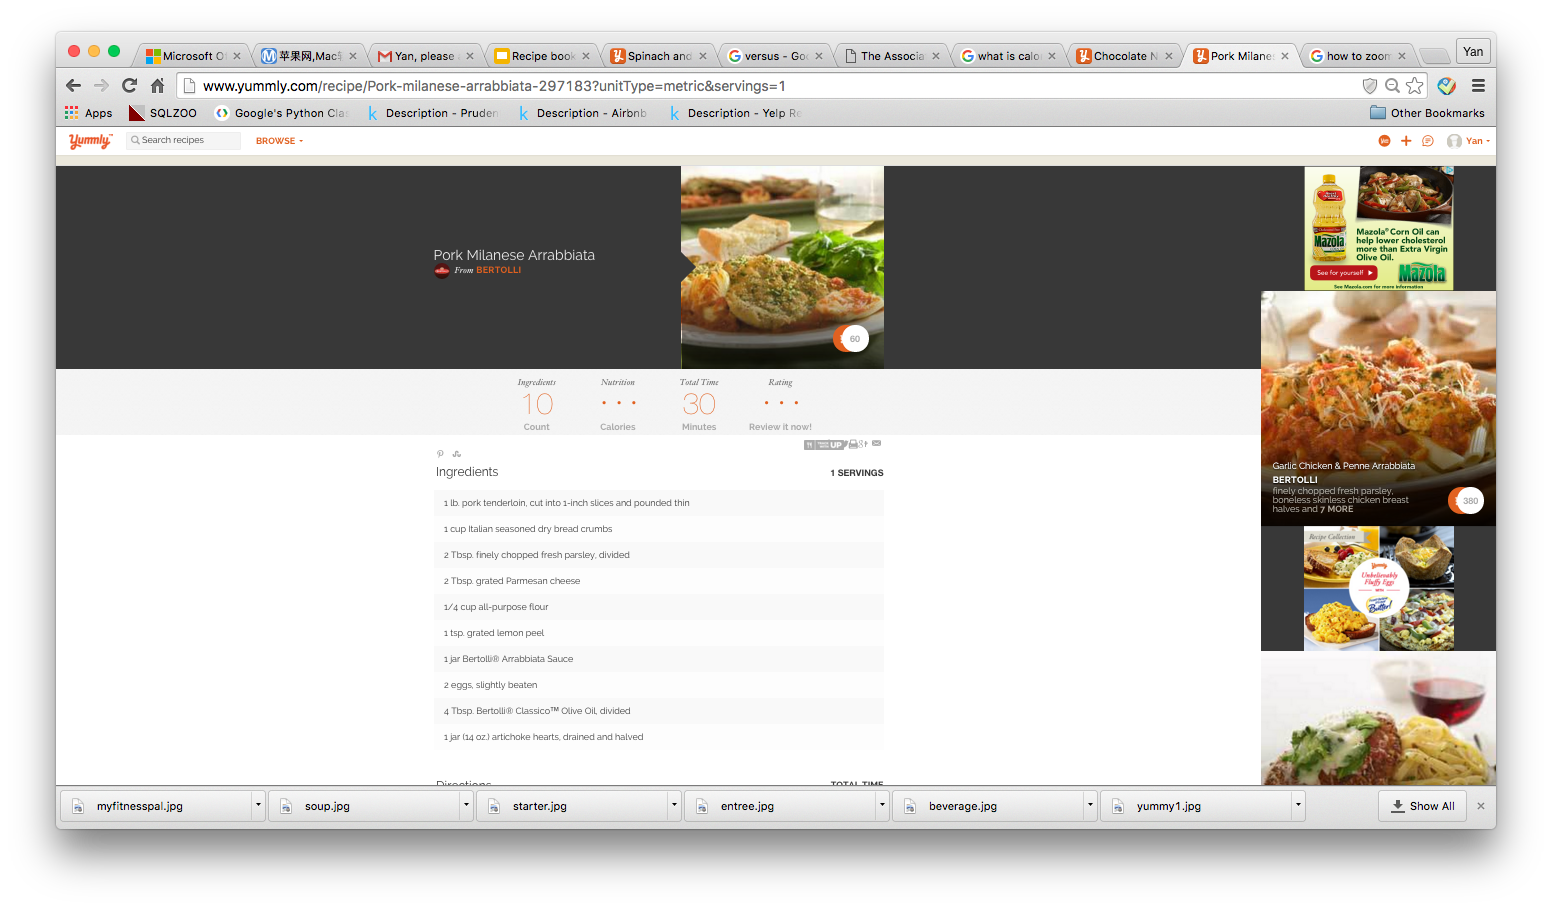 Microsoft O
苹果网,Mac
Yan, please
Recipe book
Spinach and
versus - Goo
The Associa
what is calor
Chocolate N
Pork Milane
how to zoom
Yan
www.yummly.com/recipe/Pork-milanese-arrabbiata-297183?unitType=metric&servings=1
Apps
SQLZOO
Google's Python Clas
Description - Pruden
Description - Airbnb
Description - Yelp Re
Other Bookmarks
Yummly
Search recipes
BROWSE
Yan
Pork Milanese Arrabbiata
From BERTOLLI
60
Mazola® Corn Oil can
help lower cholesterol
more than Extra Virgin
Olive Oil.
See for yourself
Mazola
See Mazola.com for more information
Ingredients
10
Count
Nutrition
Calories
Total Time
30
Minutes
Rating
Review it now!
UP
Ingredients
1 SERVINGS
1 lb. pork tenderloin, cut into 1-inch slices and pounded thin
1 cup Italian seasoned dry bread crumbs
2 Tbsp. finely chopped fresh parsley, divided
2 Tbsp. grated Parmesan cheese
1/4 cup all-purpose flour
1 tsp. grated lemon peel
1 jar Bertolli® Arrabbiata Sauce
2 eggs, slightly beaten
4 Tbsp. Bertolli® Classico™ Olive Oil, divided
1 jar (14 oz.) artichoke hearts, drained and halved
Directions
TOTAL TIME
Garlic Chicken & Penne Arrabbiata
BERTOLLI
finely chopped fresh parsley,
boneless skinless chicken breast
halves and 7 MORE
380
Recipe Collection
Yummly
Unbelievably
Fluffy Eggs
WITH
Butter!
myfitnesspal.jpg
soup.jpg
starter.jpg
entree.jpg
beverage.jpg
yummy1.jpg
Show All